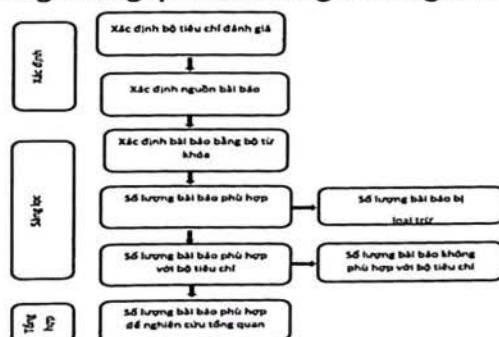 Xác định
Xác định bộ tiêu chí đánh giá
Xác định nguồn bài báo
Sàng lọc
Xác định bài báo bằng bộ từ
khóa
Số lượng bài báo phù hợp
Số lượng bài báo bị
loại trừ
Số lượng bài báo phù hợp
với bộ tiêu chí
Số lượng bài báo không
phù hợp với bộ tiêu chí
Tổng
hợp
Số lượng bài báo phù hợp
để nghiên cứu tổng quan